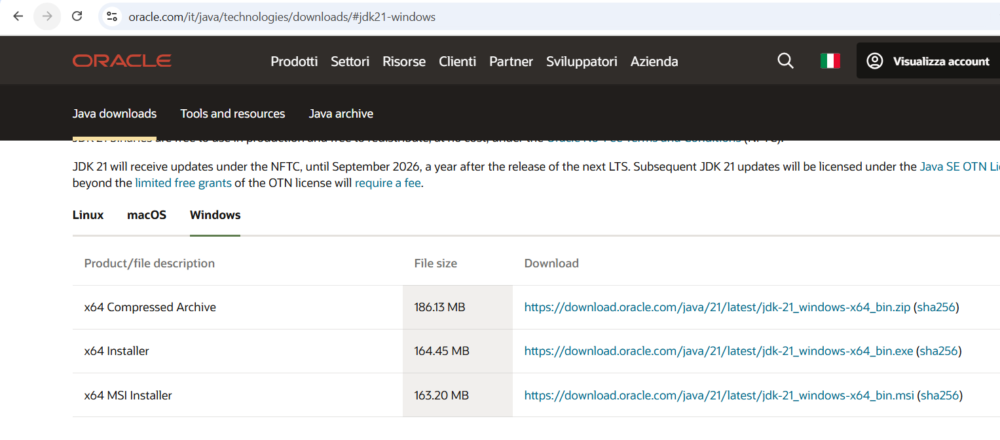 oracle.com/it/java/technologies/downloads/#jdk21-windows
ORACLE
Prodotti Settori Risorse Clienti Partner Sviluppatori Azienda
Visualizza account
Java downloads Tools and resources Java archive
JDK 21 binaries are free to use in production and free to redistribute, at no cost, under the Oracle No-Fee Terms and Conditions (NFTC).
JDK 21 will receive updates under the NFTC, until September 2026, a year after the release of the next LTS. Subsequent JDK 21 updates will be licensed under the Java SE OTN Li
beyond the limited free grants of the OTN license will require a fee.
Linux macOS Windows
Product/file description File size Download
x64 Compressed Archive 186.13 MB https://download.oracle.com/java/21/latest/jdk-21_windows-x64_bin.zip (sha256)
x64 Installer 164.45 MB https://download.oracle.com/java/21/latest/jdk-21_windows-x64_bin.exe (sha256)
x64 MSI Installer 163.20 MB https://download.oracle.com/java/21/latest/jdk-21_windows-x64_bin.msi (sha256)